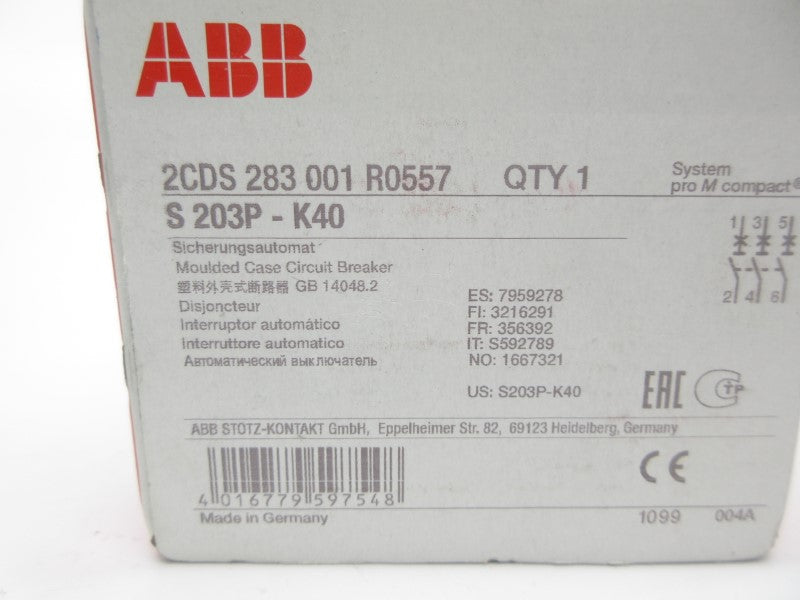 ABB
2CDS 283 001 R0557 QTY 1
System
pro M compact®
S 203P - K40
Sicherungsautomat
Moulded Case Circuit Breaker
塑料外壳式断路器 GB 14048.2
Disjoncteur
Interruptor automático
Interruttore automatico
Автоматический выключатель
1 3 5
2 4 6
ES: 7959278
FI: 3216291
FR: 356392
IT: S592789
NO: 1667321
US: S203P-K40
EAC
СТР
ABB STOTZ-KONTAKT GmbH, Eppelheimer Str. 82, 69123 Heidelberg, Germany
CE
4 016779 597548
Made in Germany
1099 004A